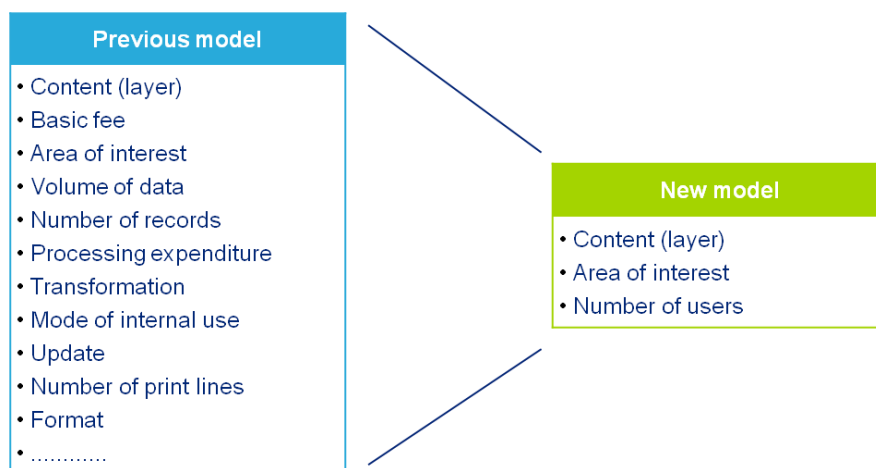 Previous model
• Content (layer)
• Basic fee
• Area of interest
• Volume of data
• Number of records
• Processing expenditure
• Transformation
• Mode of internal use
• Update
• Number of print lines
• Format
• ............
New model
• Content (layer)
• Area of interest
• Number of users